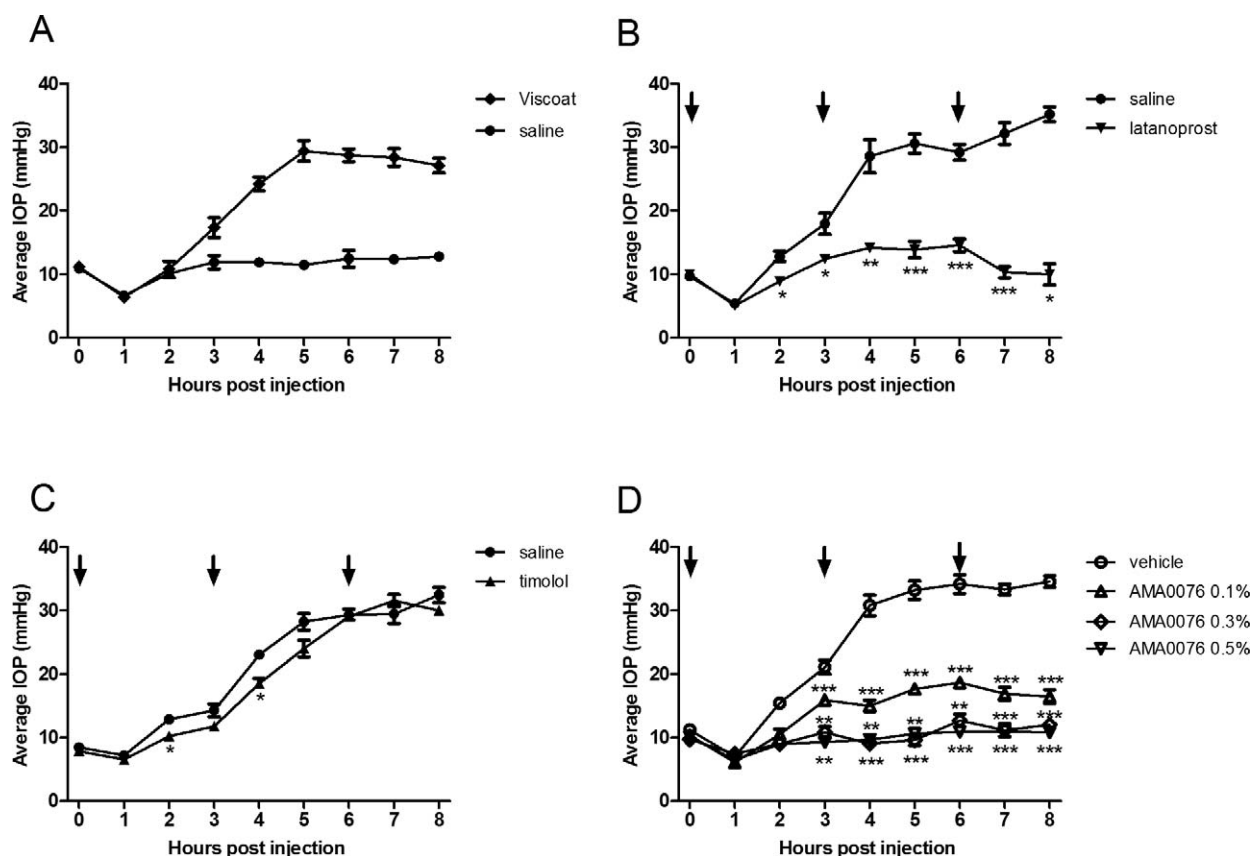 A
40
30
20
10
0
Average IOP (mmHg)
0 1 2 3 4 5 6 7 8
Hours post injection
Viscoat
saline
B
40
30
20
10
0
Average IOP (mmHg)
* * ** *** *** *** *
0 1 2 3 4 5 6 7 8
Hours post injection
saline
latanoprost
C
40
30
20
10
0
Average IOP (mmHg)
* *
0 1 2 3 4 5 6 7 8
Hours post injection
saline
timolol
D
40
30
20
10
0
Average IOP (mmHg)
*** *** *** *** *** ***
** ** ** ** *** ***
** *** *** *** *** ***
0 1 2 3 4 5 6 7 8
Hours post injection
vehicle
AMA0076 0.1%
AMA0076 0.3%
AMA0076 0.5%